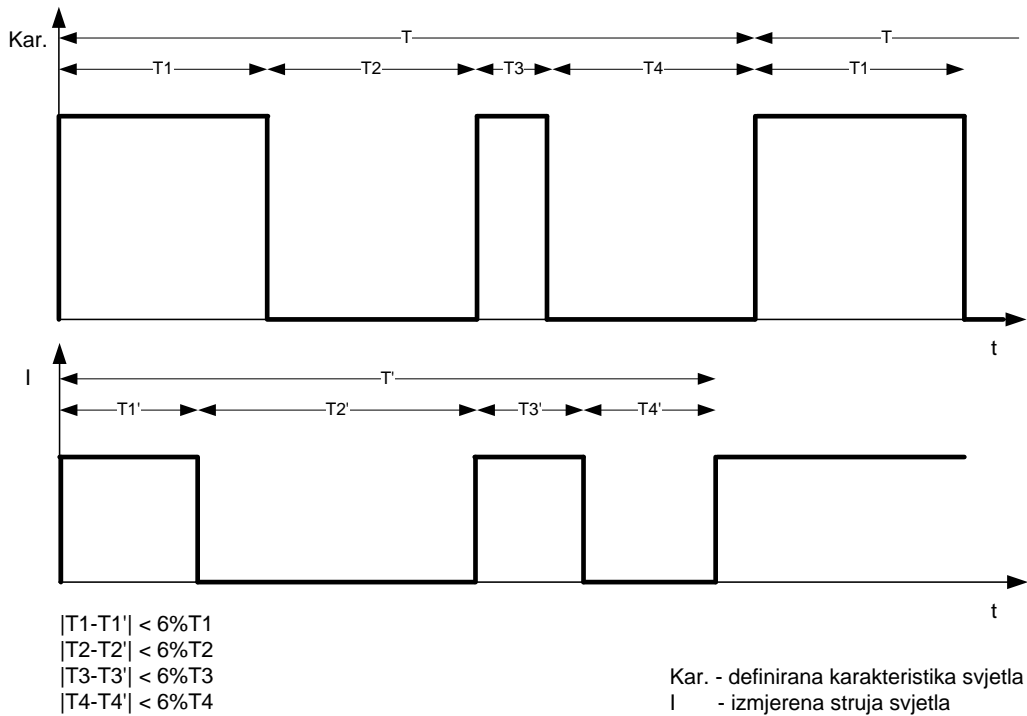 Kar.
T
T
T1
T2
T3
T4
T1
t
I
T'
T1'
T2'
T3'
T4'
t
|T1-T1'| < 6%T1
|T2-T2'| < 6%T2
|T3-T3'| < 6%T3
|T4-T4'| < 6%T4
Kar. - definirana karakteristika svjetla
I - izmjerena struja svjetla